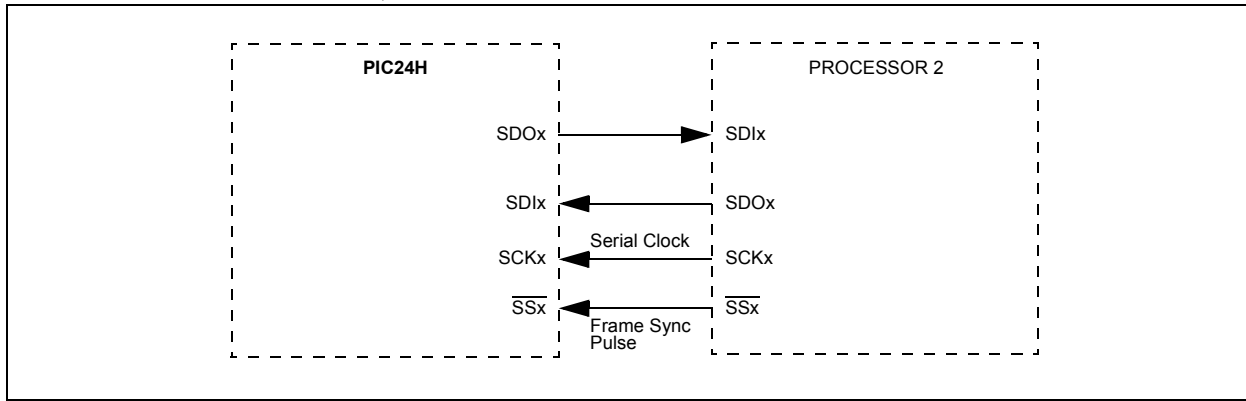 PIC24H
PROCESSOR 2
SDOx
SDIx
SDIx
SDOx
Serial Clock
SCKx
SCKx
SSx
SSx
Frame Sync
Pulse